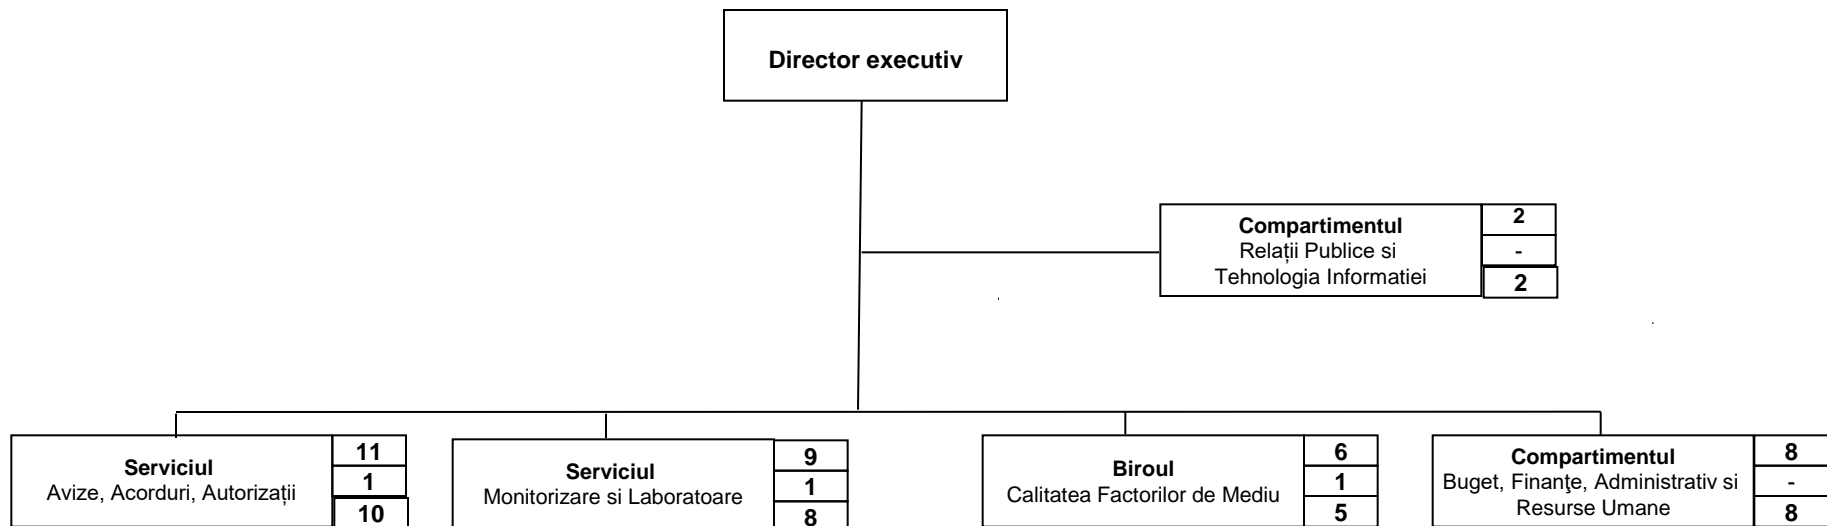 Director executiv
Compartimentul
Relații Publice si
Tehnologia Informatiei
2
-
2
Serviciul
Avize, Acorduri, Autorizații
11
1
10
Serviciul
Monitorizare si Laboratoare
9
1
8
Biroul
Calitatea Factorilor de Mediu
6
1
5
Compartimentul
Buget, Finanţe, Administrativ si
Resurse Umane
8
-
8